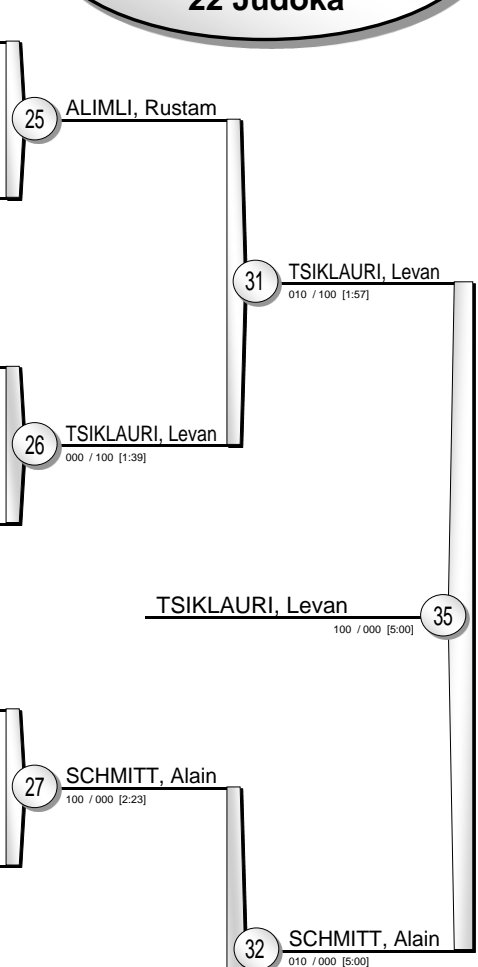 22 Judoka
25
ALIMLI, Rustam
31
TSIKLAURI, Levan
010 / 100 [1:57]
26
TSIKLAURI, Levan
000 / 100 [1:39]
TSIKLAURI, Levan
35
100 / 000 [5:00]
27
SCHMITT, Alain
100 / 000 [2:23]
32
SCHMITT, Alain
010 / 000 [5:00]